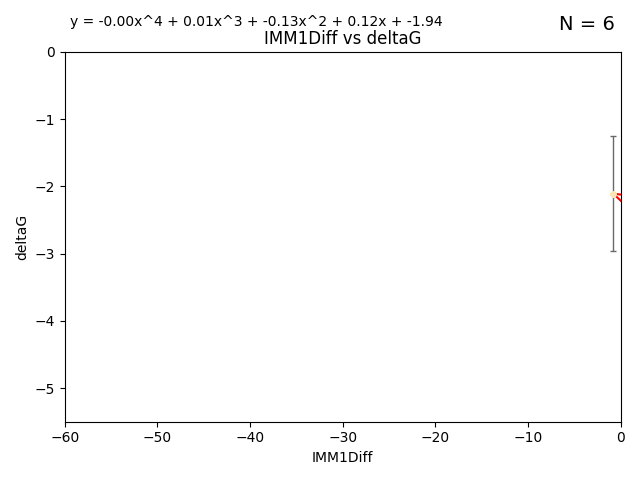 y = -0.00x^4 + 0.01x^3 + -0.13x^2 + 0.12x + -1.94
N = 6
IMM1Diff vs deltaG
0
−1
−2
−3
−4
−5
deltaG
−60 −50 −40 −30 −20 −10 0
IMM1Diff